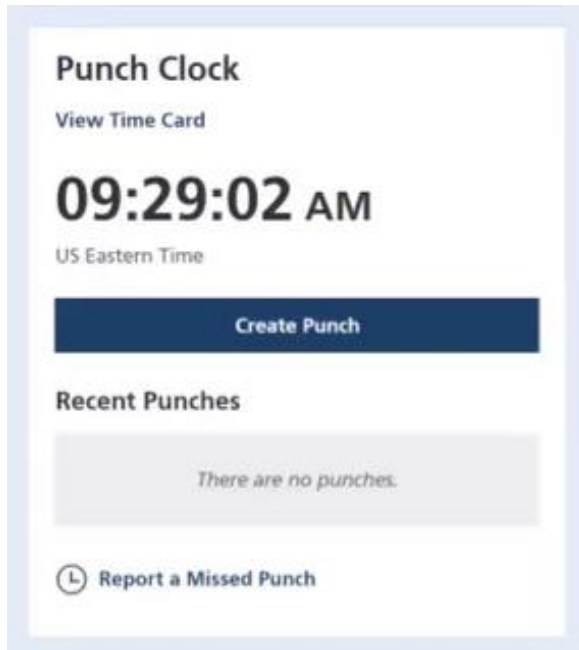 Punch Clock
View Time Card
09:29:02 AM
US Eastern Time
Create Punch
Recent Punches
There are no punches.
Report a Missed Punch